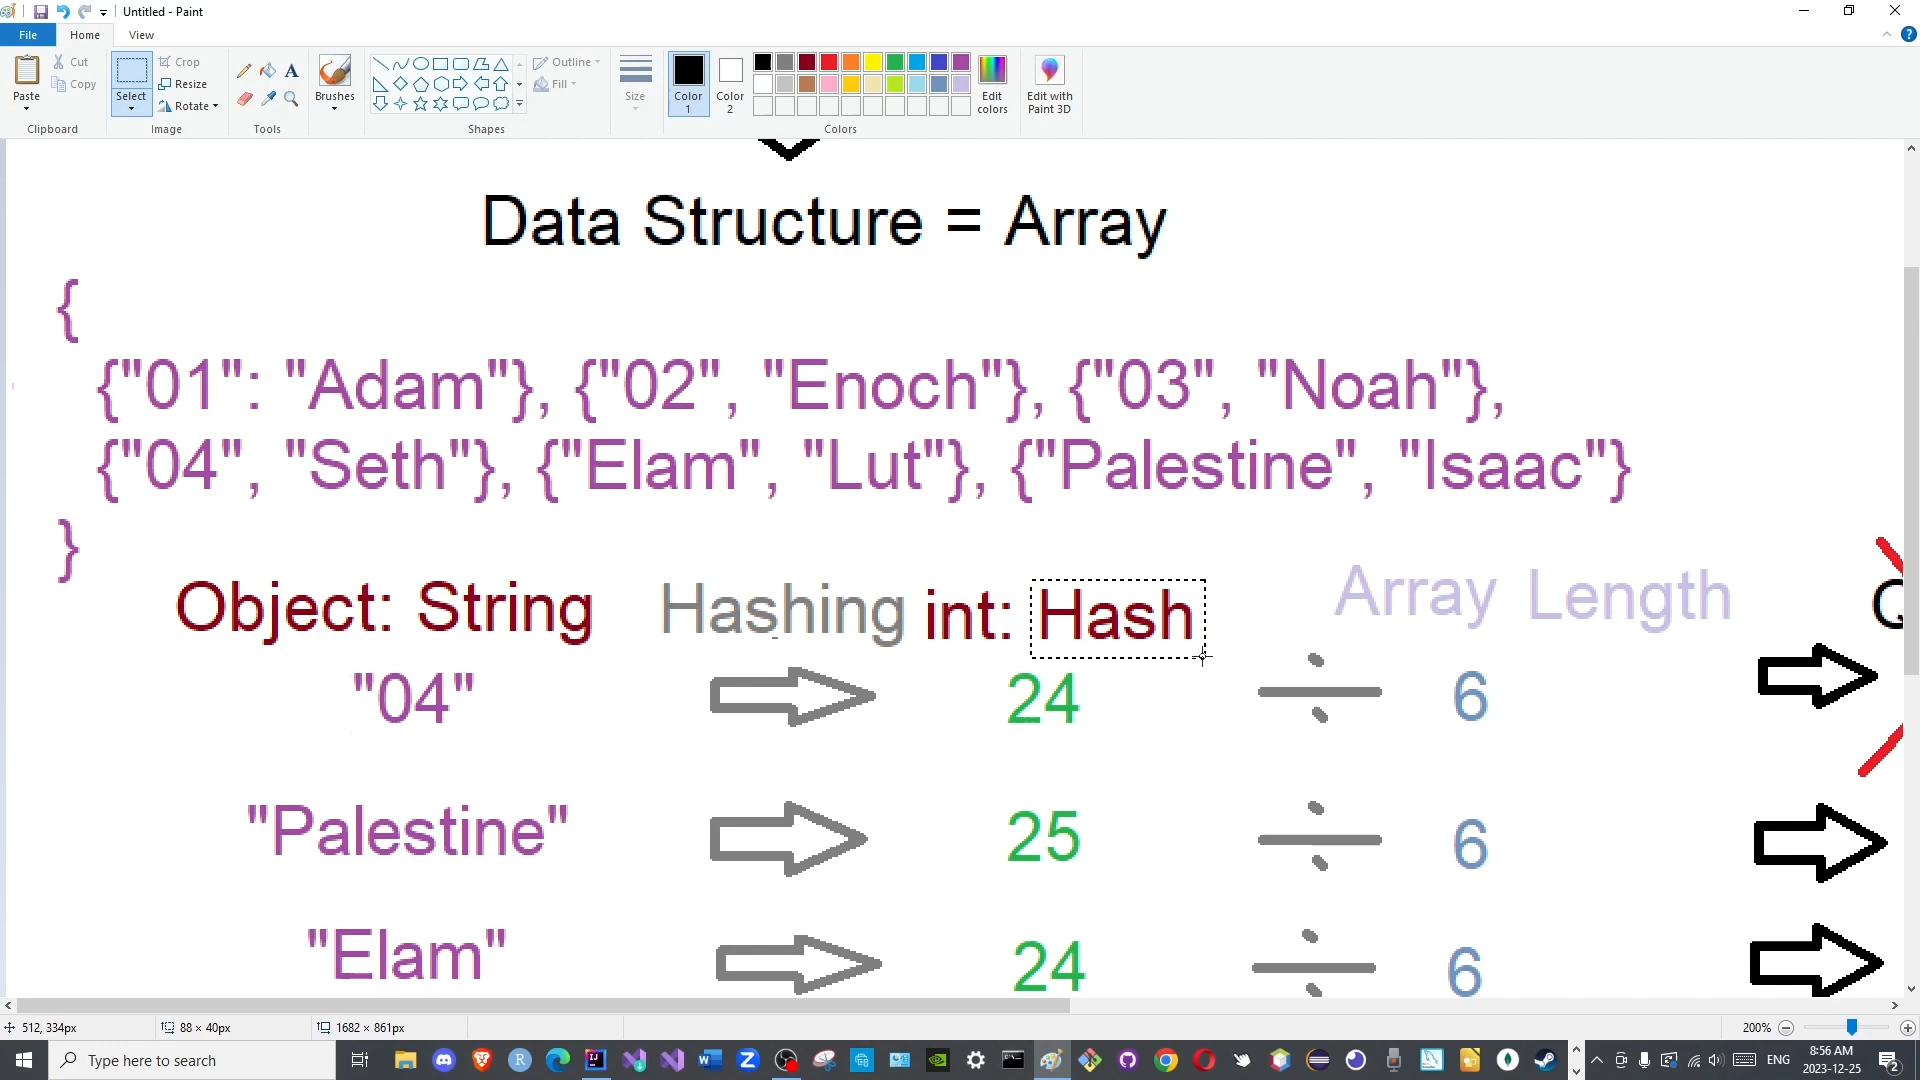 Untitled - Paint
File Home View
Paste
Cut
Copy
Clipboard
Select
Crop
Resize
Rotate
Image
Tools
Brushes
Outline
Fill
Shapes
Size
Color 1
Color 2
Colors
Edit colors
Edit with Paint 3D
Data Structure = Array
{
{"01": "Adam"}, {"02", "Enoch"}, {"03", "Noah"},
{"04", "Seth"}, {"Elam", "Lut"}, {"Palestine", "Isaac"}
}
Object: String Hashing int: Hash Array Length Q
"04" 24 6
"Palestine" 25 6
"Elam" 24 6
512, 334px 88 × 40px 1682 × 861px 200%
Type here to search
ENG
8:56 AM
2023-12-25
2